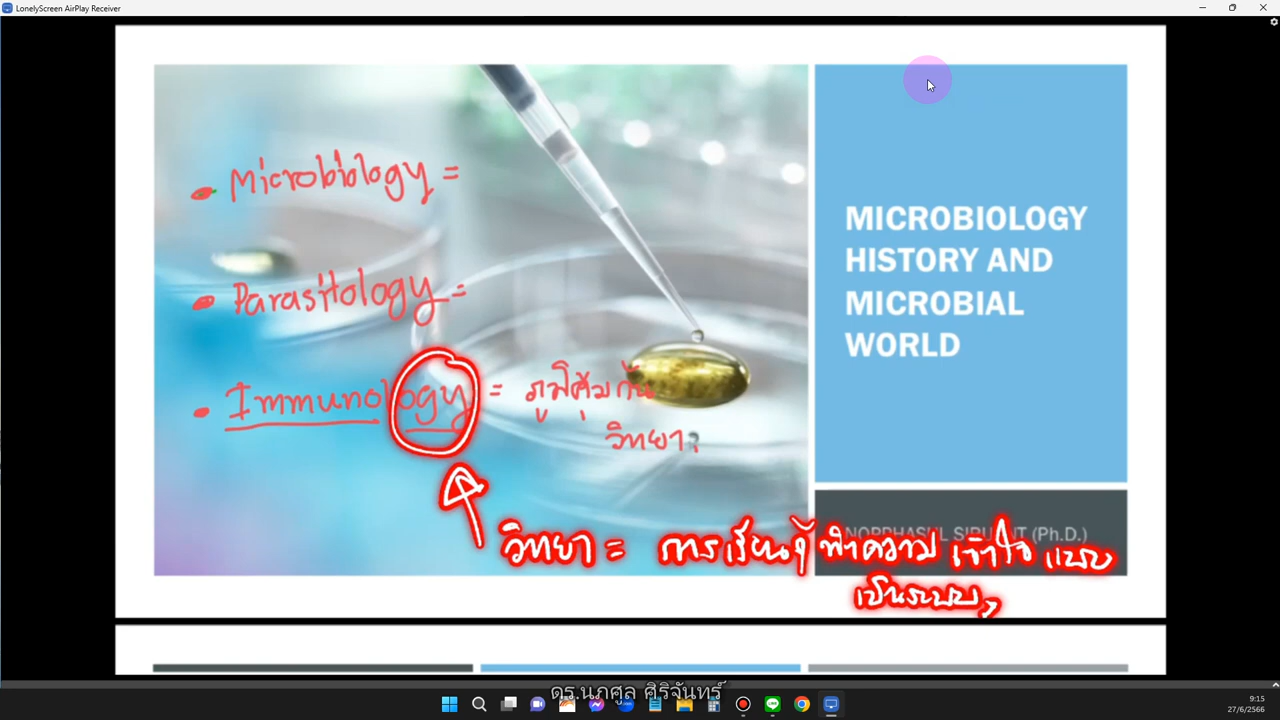 LonelyScreen AirPlay Receiver
• Microbiology =
• Parasitology =
• Immunology = ภูมิคุ้มกัน
วิทยา
MICROBIOLOGY
HISTORY AND
MICROBIAL
WORLD
(Ph.D.)
วิทยา = การเรียนรู้ ทำความ เข้าใจ แบบ
เป็นระบบ
ดร.นภศูล ศิริจันทร์
9:15
27/6/2566